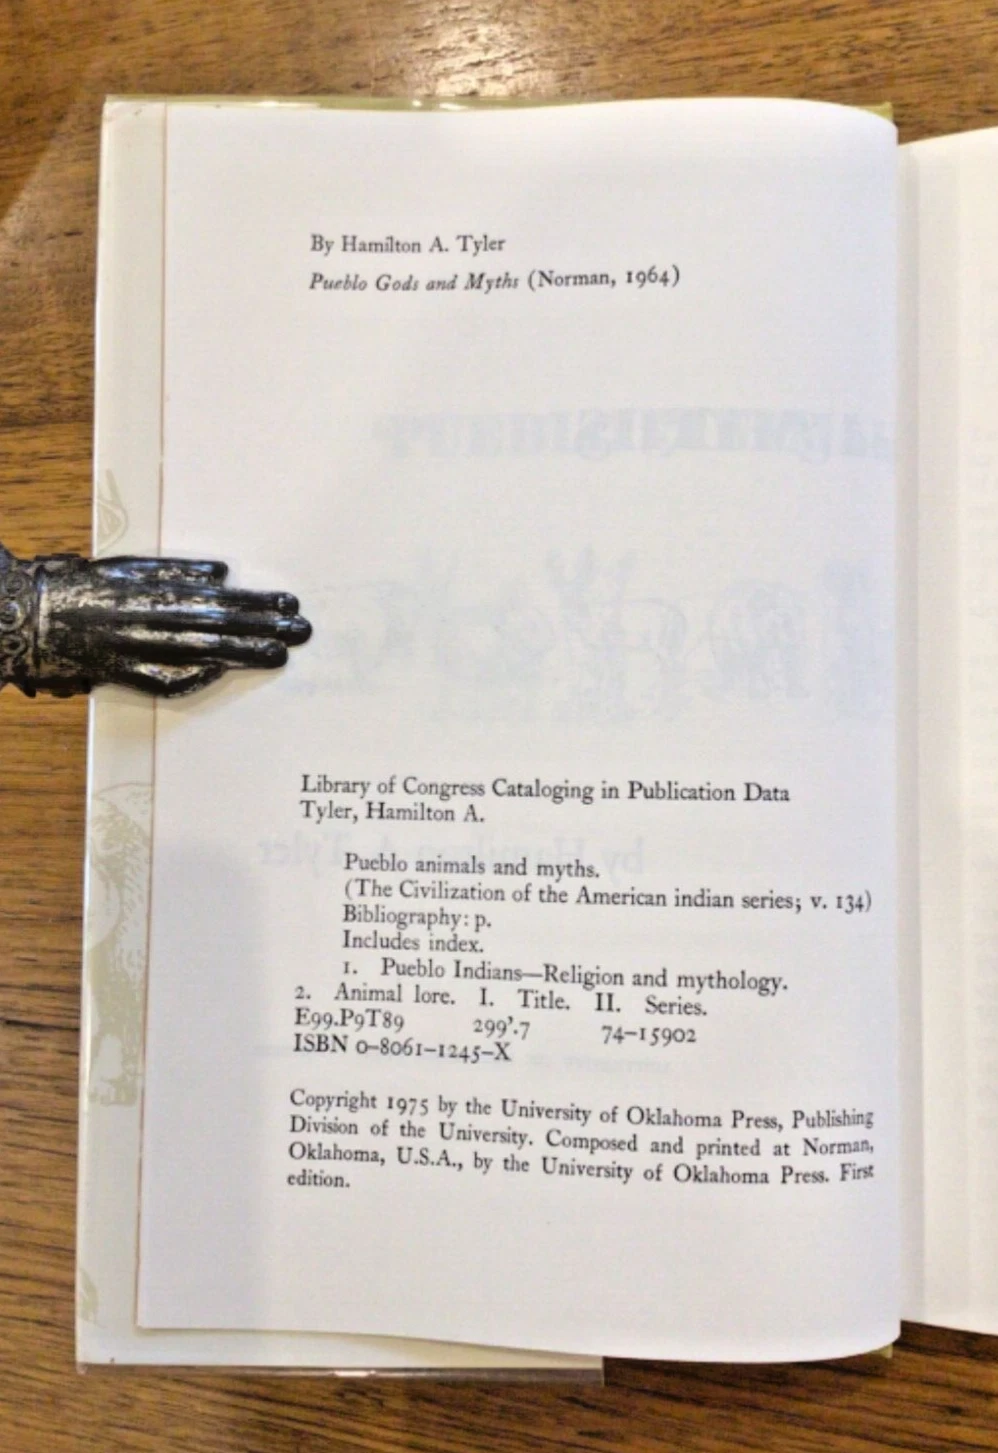 By Hamilton A. Tyler
Pueblo Gods and Myths (Norman, 1964)
Library of Congress Cataloging in Publication Data
Tyler, Hamilton A.
Pueblo animals and myths.
(The Civilization of the American indian series; v. 134)
Bibliography: p.
Includes index.
1. Pueblo Indians—Religion and mythology.
2. Animal lore. I. Title. II. Series.
E99.P9T89 299'.7 74-15902
ISBN 0-8061-1245-X
Copyright 1975 by the University of Oklahoma Press, Publishing
Division of the University. Composed and printed at Norman,
Oklahoma, U.S.A., by the University of Oklahoma Press. First
edition.